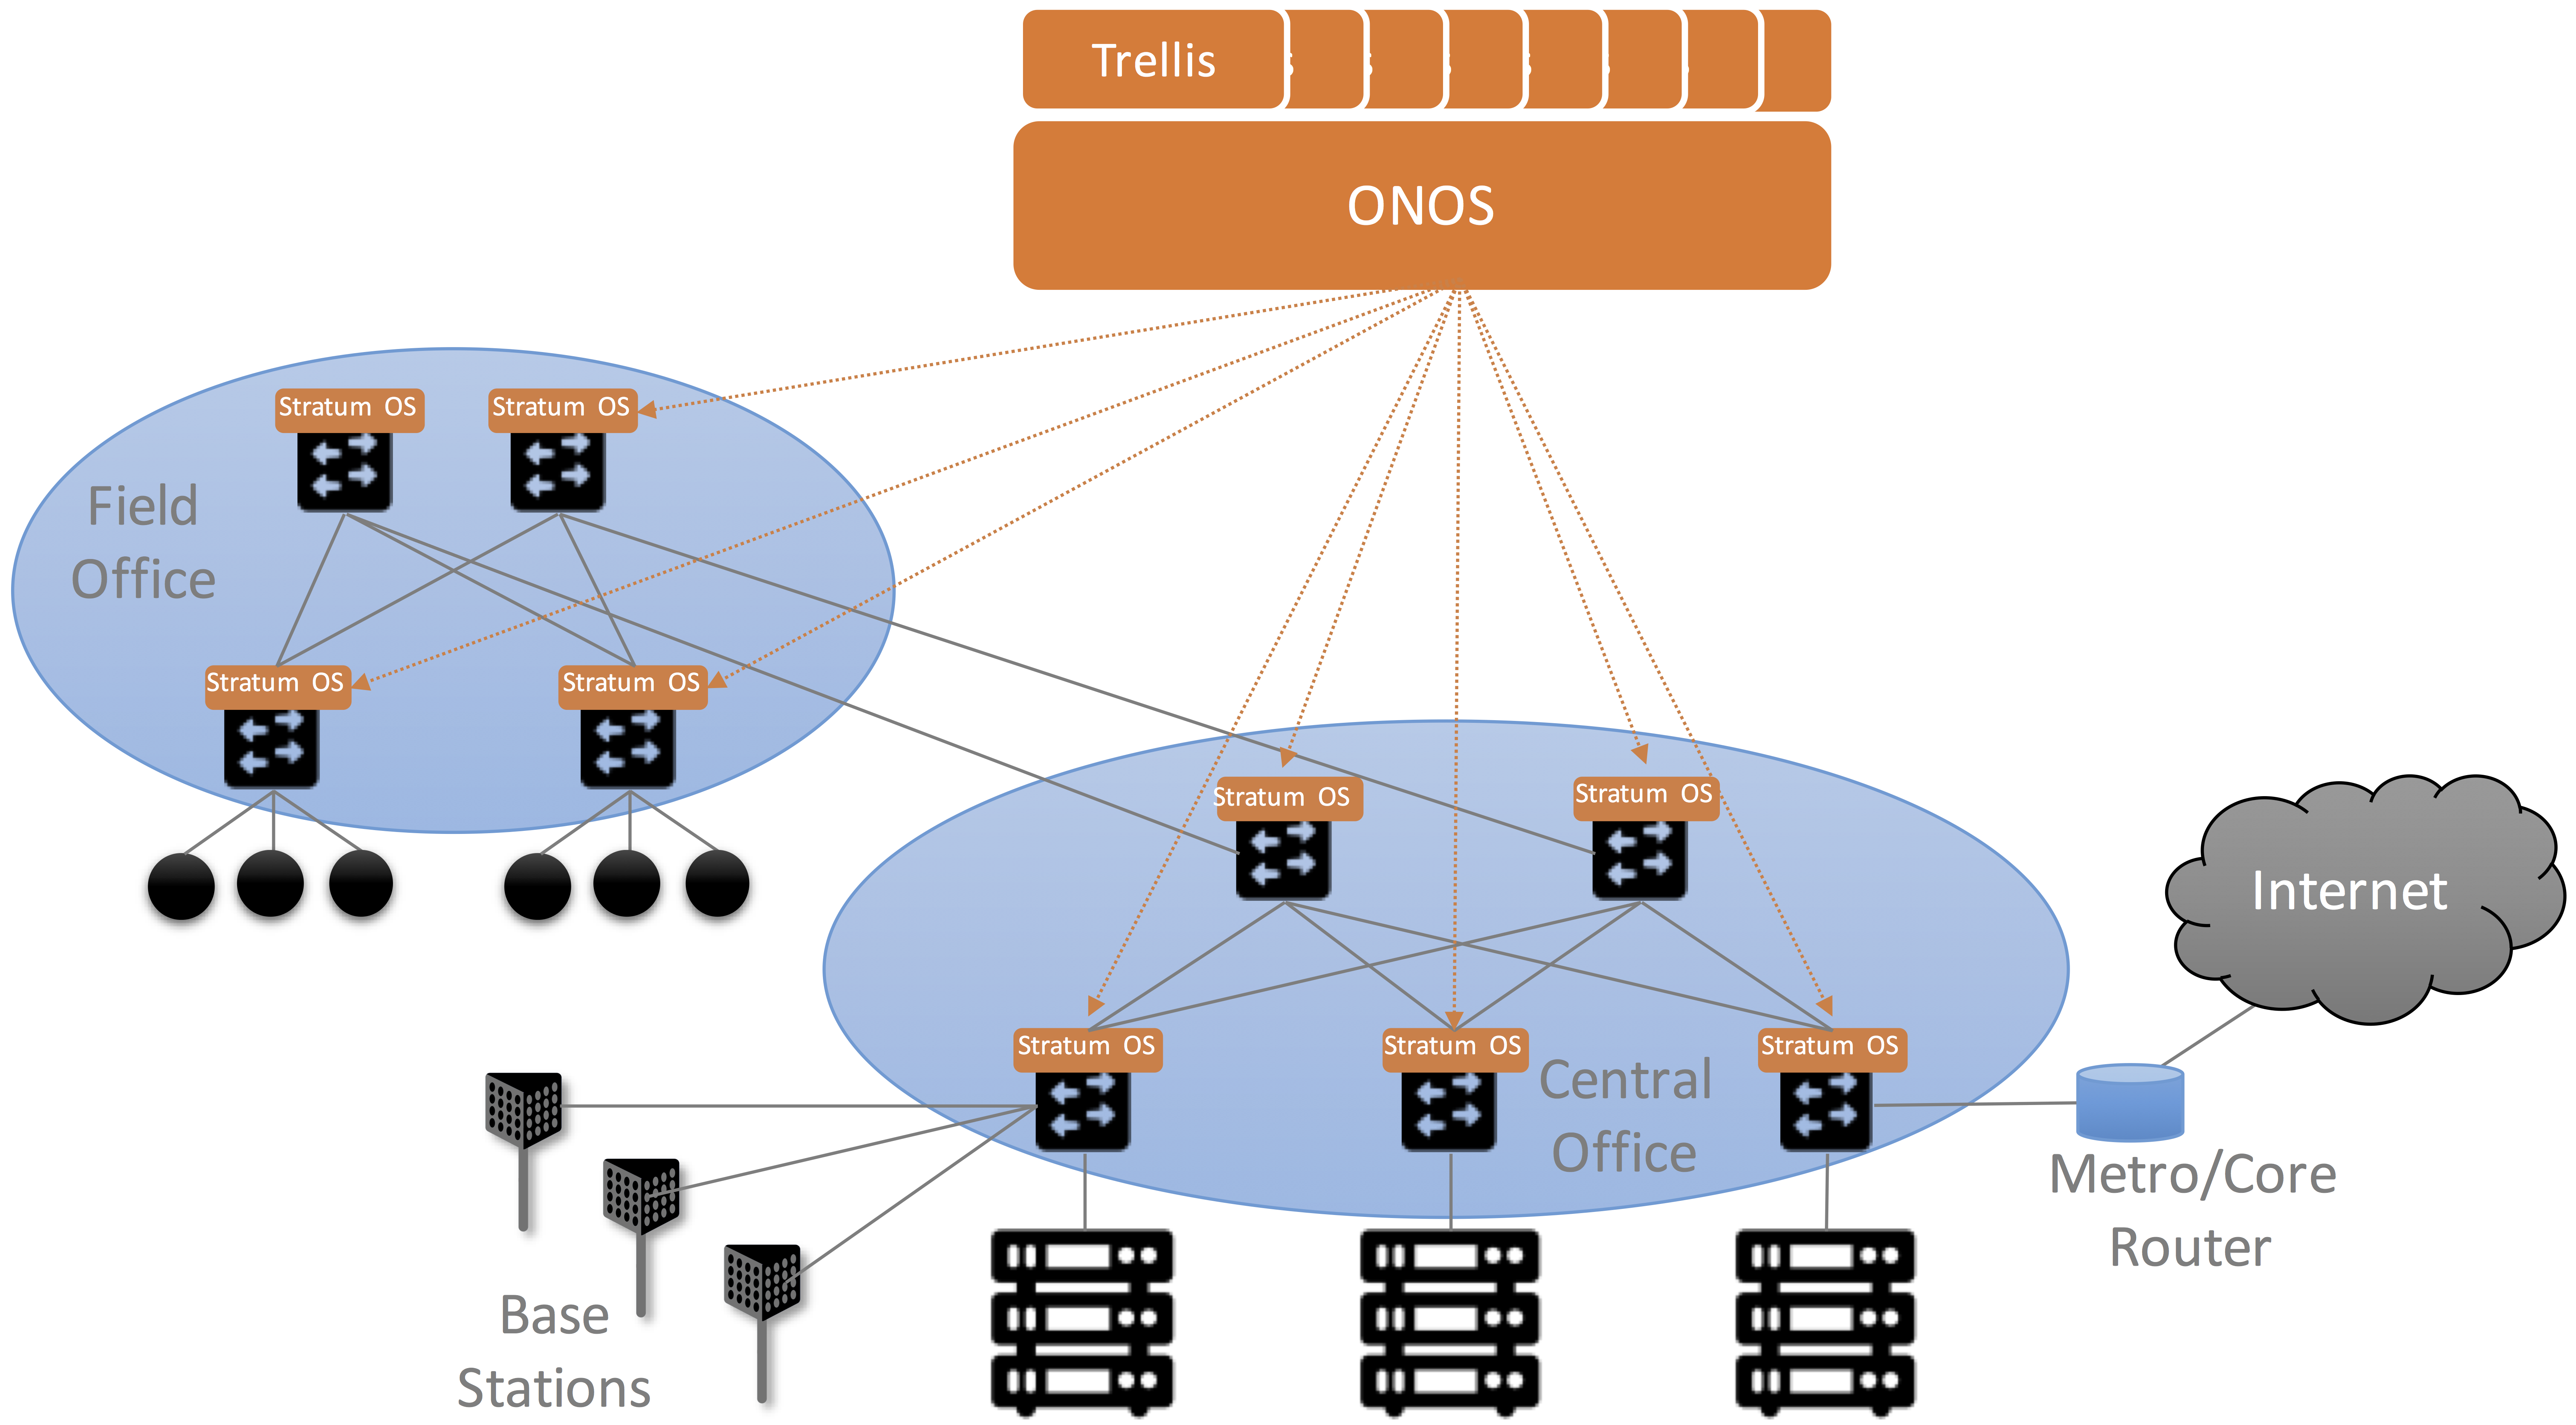 Trellis
ONOS
Stratum OS
Stratum OS
Field
Office
Stratum OS
Stratum OS
Stratum OS
Stratum OS
Internet
Stratum OS
Stratum OS
Stratum OS
Central
Office
Metro/Core
Router
Base
Stations